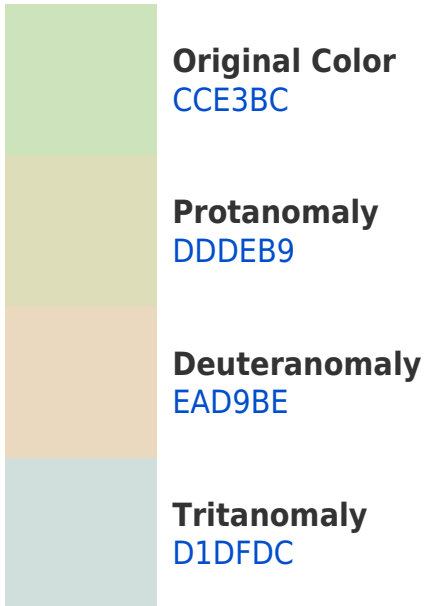 Original Color
CCE3BC
Protanomaly
DDDEB9
Deuteranomaly
EAD9BE
Tritanomaly
D1DFDC